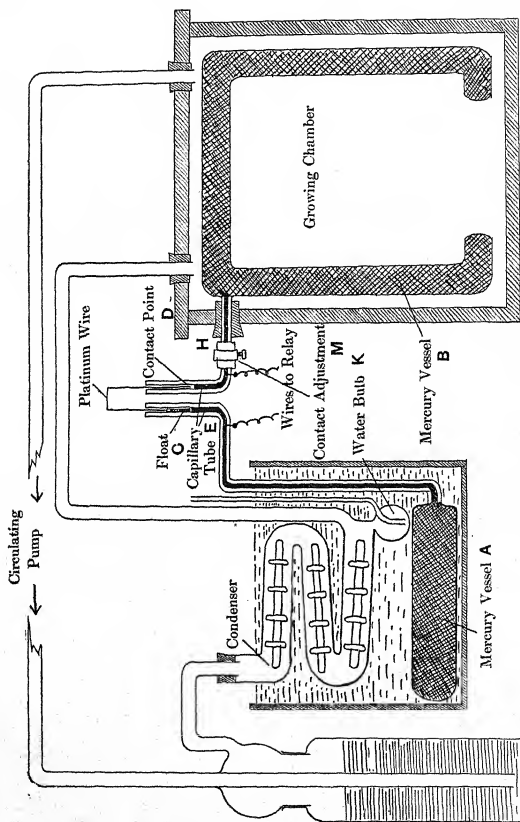 Circulating
Pump
Platinum Wire
Contact Point
D
Float
G
Capillary
Tube E
H
Wires to Relay
Contact Adjustment
M
Water Bulb K
Mercury Vessel
B
Growing Chamber
Condenser
Mercury Vessel A